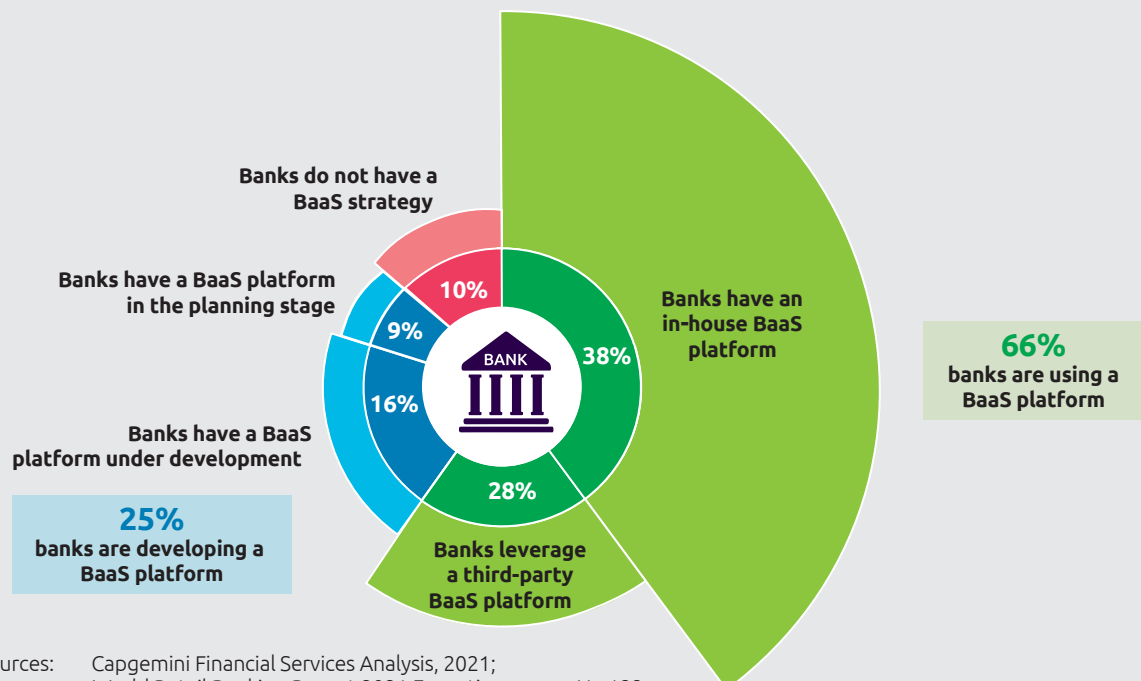 Banks do not have a
BaaS strategy
10%
Banks have a BaaS platform
in the planning stage
9%
BANK
Banks have an
in-house BaaS
platform
38%
66%
banks are using a
BaaS platform
16%
Banks have a BaaS
platform under development
25%
banks are developing a
BaaS platform
28%
Banks leverage
a third-party
BaaS platform
urces: Capgemini Financial Services Analysis, 2021;